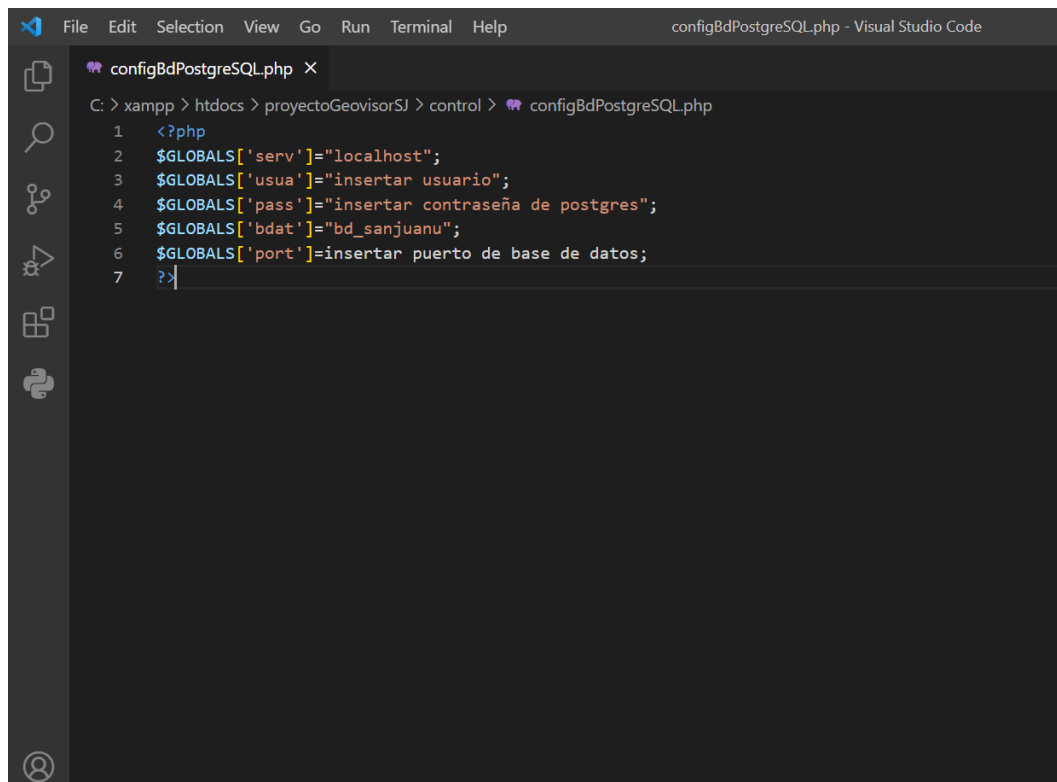 File Edit Selection View Go Run Terminal Help configBdPostgreSQL.php - Visual Studio Code
configBdPostgreSQL.php
C: > xampp > htdocs > proyectoGeovisorSJ > control > configBdPostgreSQL.php
1 <?php
2 $GLOBALS['serv']="localhost";
3 $GLOBALS['usua']="insertar usuario";
4 $GLOBALS['pass']="insertar contraseña de postgres";
5 $GLOBALS['bdat']="bd_sanjuanu";
6 $GLOBALS['port']=insertar puerto de base de datos;
7 ?>